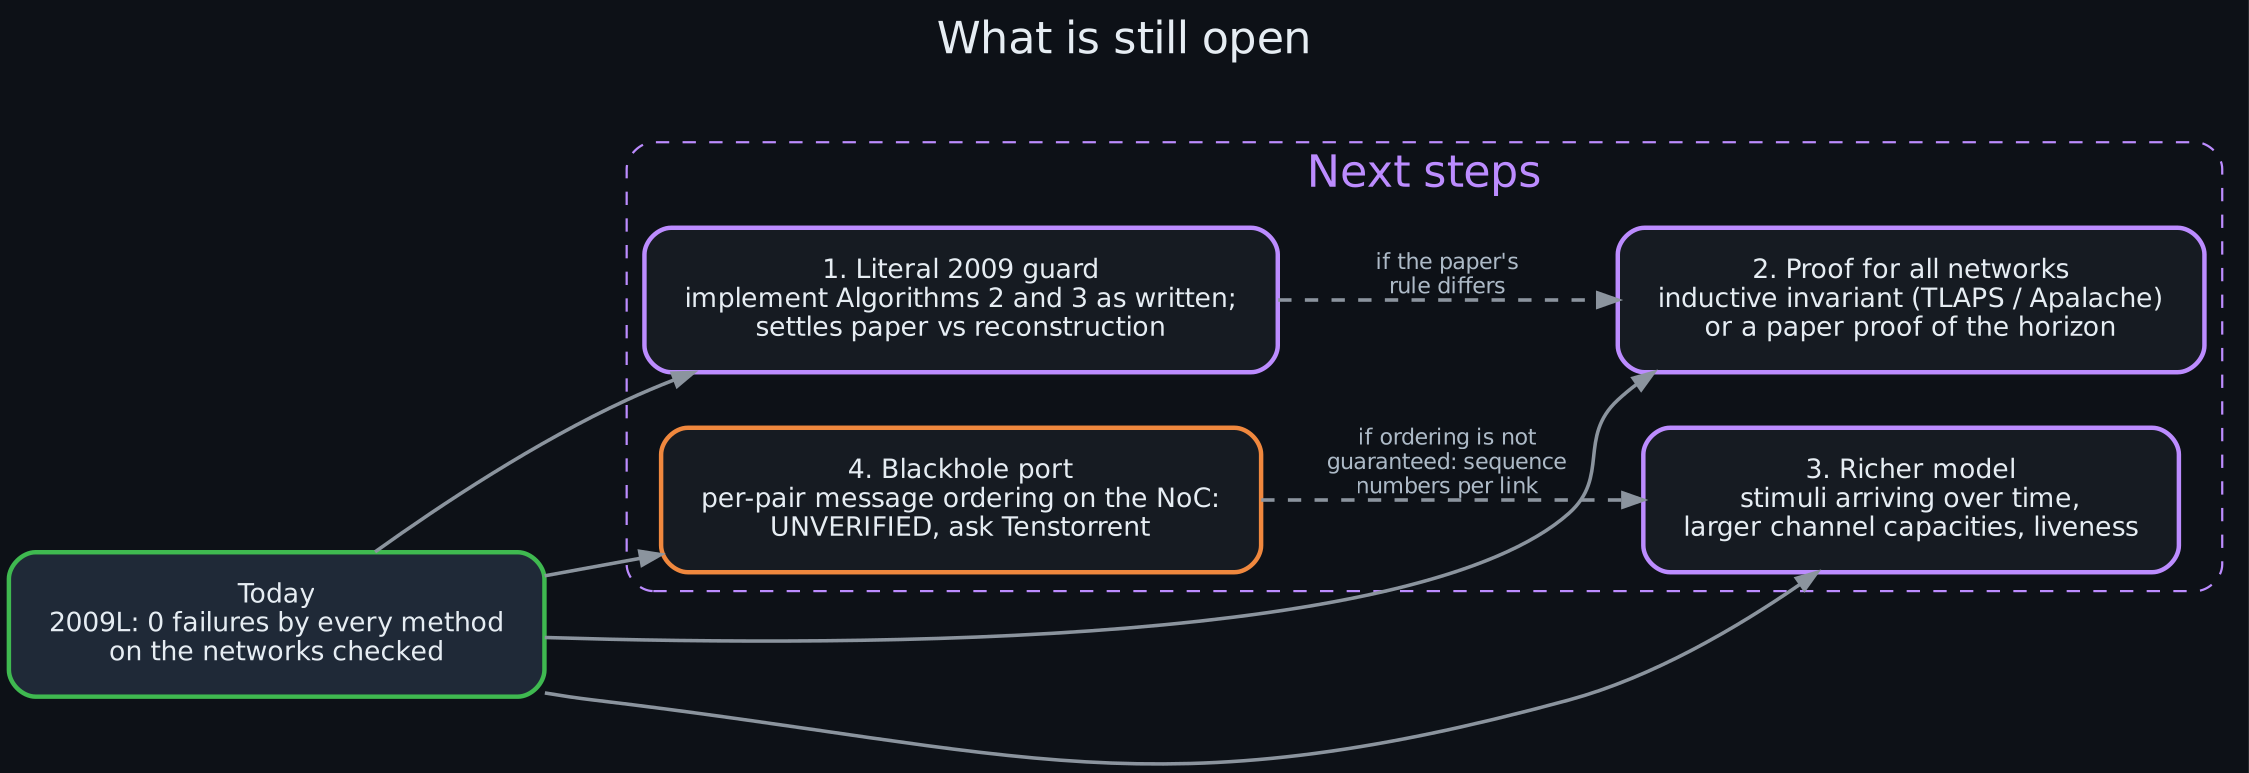 What is still open
Next steps
1. Literal 2009 guard
implement Algorithms 2 and 3 as written;
settles paper vs reconstruction
if the paper's
rule differs
2. Proof for all networks
inductive invariant (TLAPS / Apalache)
or a paper proof of the horizon
4. Blackhole port
per-pair message ordering on the NoC:
UNVERIFIED, ask Tenstorrent
if ordering is not
guaranteed: sequence
numbers per link
3. Richer model
stimuli arriving over time,
larger channel capacities, liveness
Today
2009L: 0 failures by every method
on the networks checked